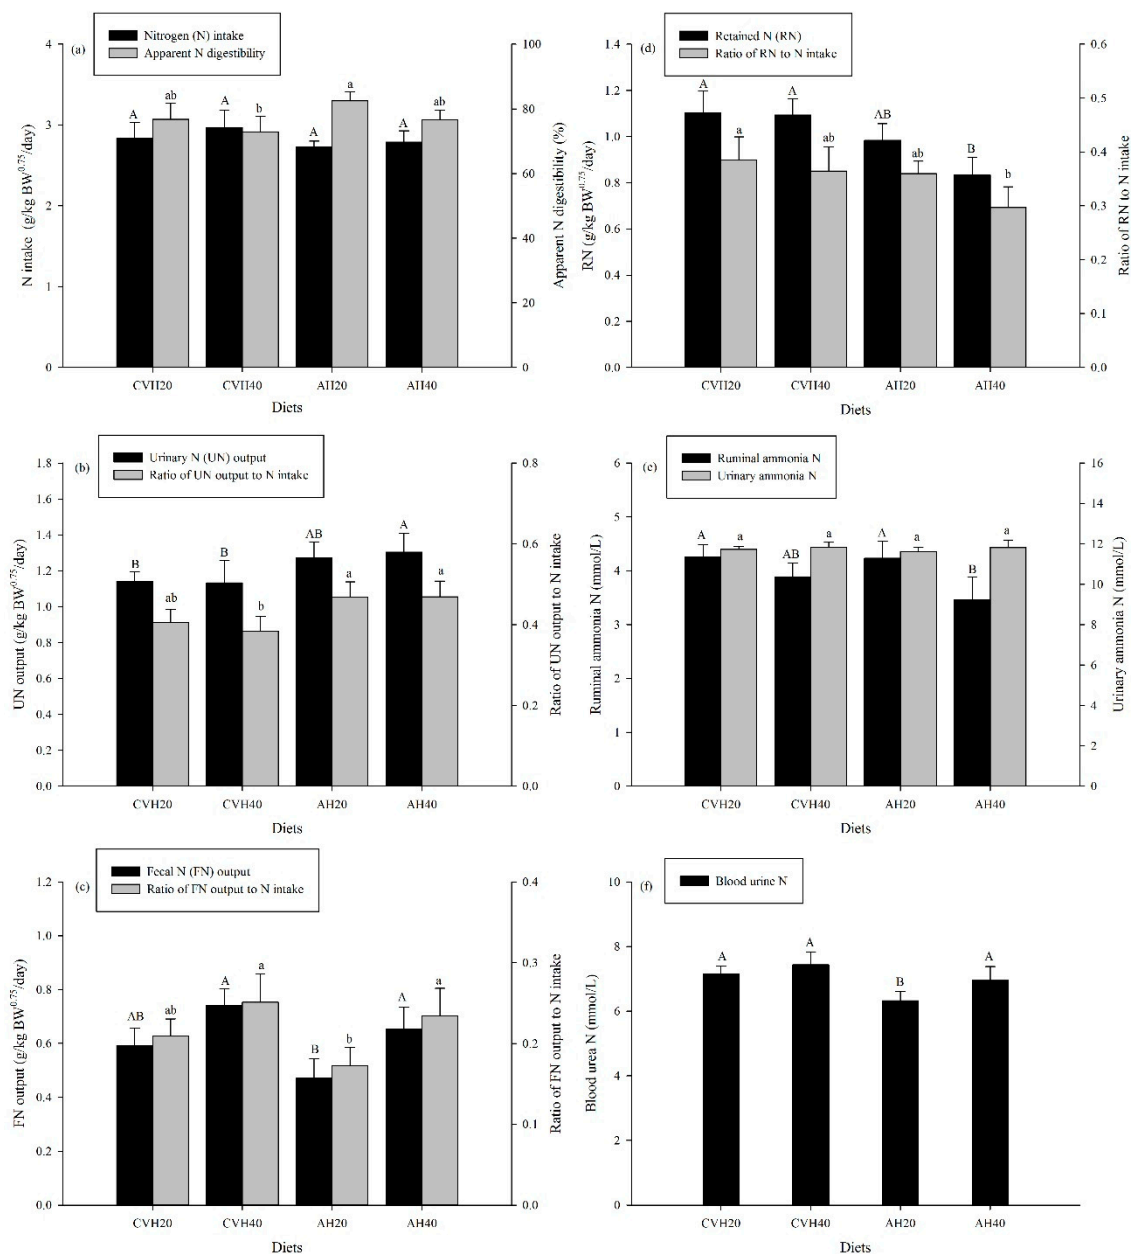 (a)
Nitrogen (N) intake
Apparent N digestibility
N intake (g/kg BW0.75/day)
4
3
2
1
0
A
ab
A
b
A
a
A
ab
100
80
60
40
20
0
Apparent N digestibility (%)
CVH20 CVH40 AH20 AH40
Diets
(d)
Retained N (RN)
Ratio of RN to N intake
RN (g/kg BW0.75/day)
1.4
1.2
1.0
0.8
0.6
0.4
0.2
0.0
A
a
A
ab
AB
ab
B
b
0.6
0.5
0.4
0.3
0.2
0.1
0.0
Ratio of RN to N intake
CVH20 CVH40 AH20 AH40
Diets
(b)
Urinary N (UN) output
Ratio of UN output to N intake
UN output (g/kg BW0.75/day)
1.8
1.6
1.4
1.2
1.0
0.8
0.6
0.4
0.2
0.0
B
ab
B
b
AB
a
A
a
0.8
0.6
0.4
0.2
0.0
Ratio of UN output to N intake
CVH20 CVH40 AH20 AH40
Diets
(e)
Ruminal ammonia N
Urinary ammonia N
Ruminal ammonia N (mmol/L)
6
5
4
3
2
1
0
A
a
AB
a
A
a
B
a
16
14
12
10
8
6
4
2
0
Urinary ammonia N (mmol/L)
CVH20 CVH40 AH20 AH40
Diets
(c)
Fecal N (FN) output
Ratio of FN output to N intake
FN output (g/kg BW0.75/day)
1.2
1.0
0.8
0.6
0.4
0.2
0.0
AB
ab
A
a
B
b
A
a
0.4
0.3
0.2
0.1
0.0
Ratio of FN output to N intake
CVH20 CVH40 AH20 AH40
Diets
(f)
Blood urine N
Blood urea N (mmol/L)
10
8
6
4
2
0
A
A
B
A
CVH20 CVH40 AH20 AH40
Diets